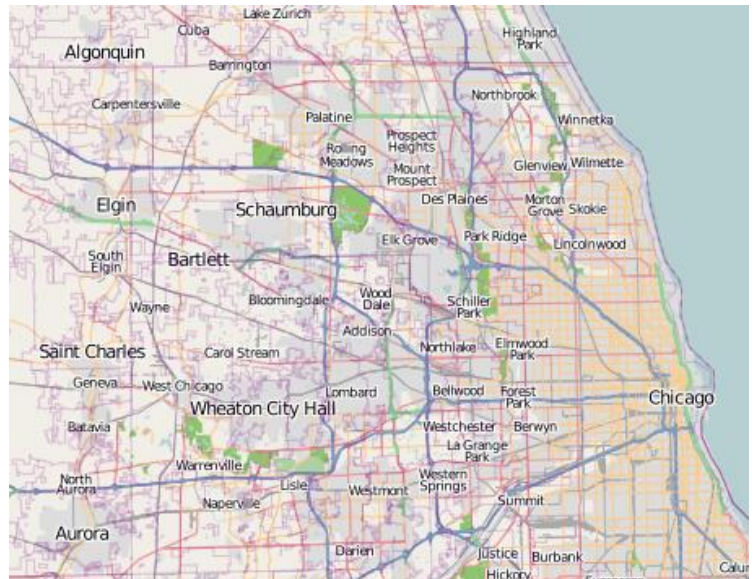 Lake Zurich
Cuba
Highland
Park
Algonquin
Barrington
Northbrook
Carpentersville
Palatine
Winnetka
Prospect
Heights
Rolling
Meadows
Mount
Prospect
Glenview
Wilmette
Elgin
Schaumburg
Des Plaines
Morton
Grove
Skokie
Elk Grove
Park Ridge
Lincolnwood
South
Elgin
Bartlett
Wayne
Bloomingdale
Wood
Dale
Schiller
Park
Addison
Saint Charles
Carol Stream
Northlake
Elmwood
Park
Geneva
West Chicago
Lombard
Bellwood
Forest
Park
Chicago
Wheaton City Hall
Batavia
Westchester
Berwyn
La Grange
Park
Warrenville
North
Aurora
Lisle
Westmont
Western
Springs
Naperville
Summit
Aurora
Darien
Justice
Burbank
Hickory